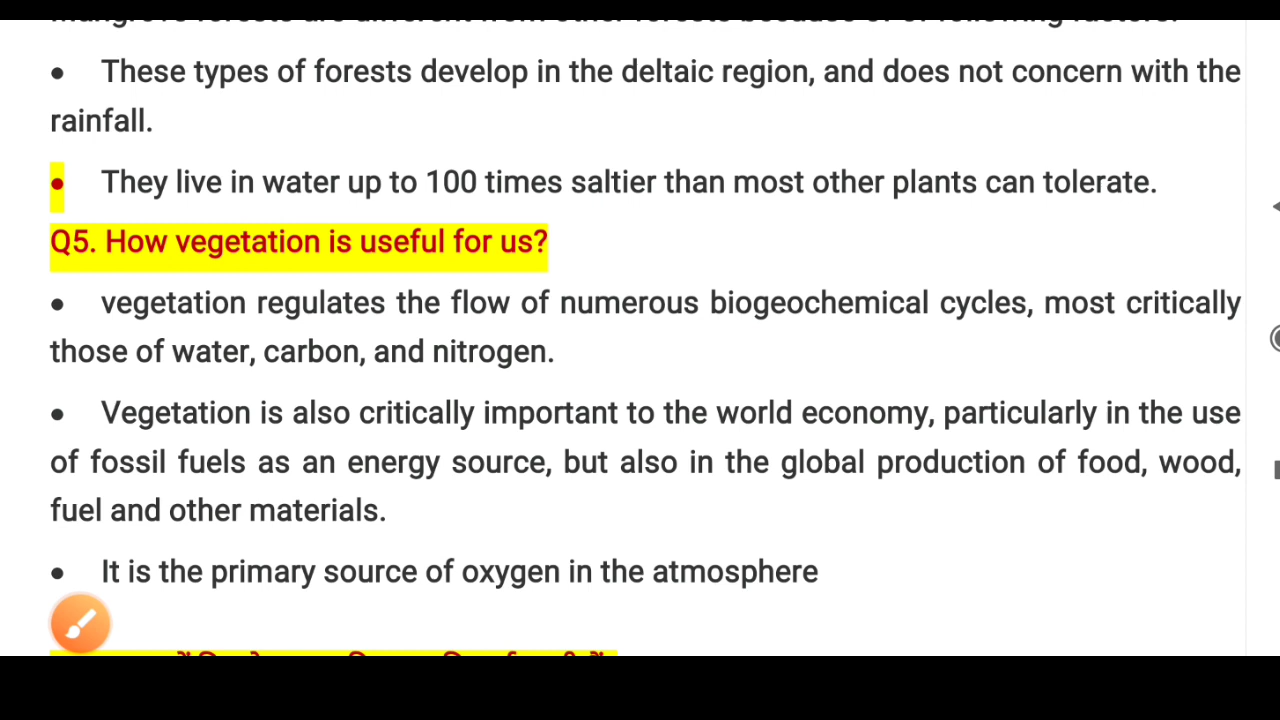 • These types of forests develop in the deltaic region, and does not concern with the
rainfall.
• They live in water up to 100 times saltier than most other plants can tolerate.
Q5. How vegetation is useful for us?
• vegetation regulates the flow of numerous biogeochemical cycles, most critically
those of water, carbon, and nitrogen.
• Vegetation is also critically important to the world economy, particularly in the use
of fossil fuels as an energy source, but also in the global production of food, wood,
fuel and other materials.
• It is the primary source of oxygen in the atmosphere